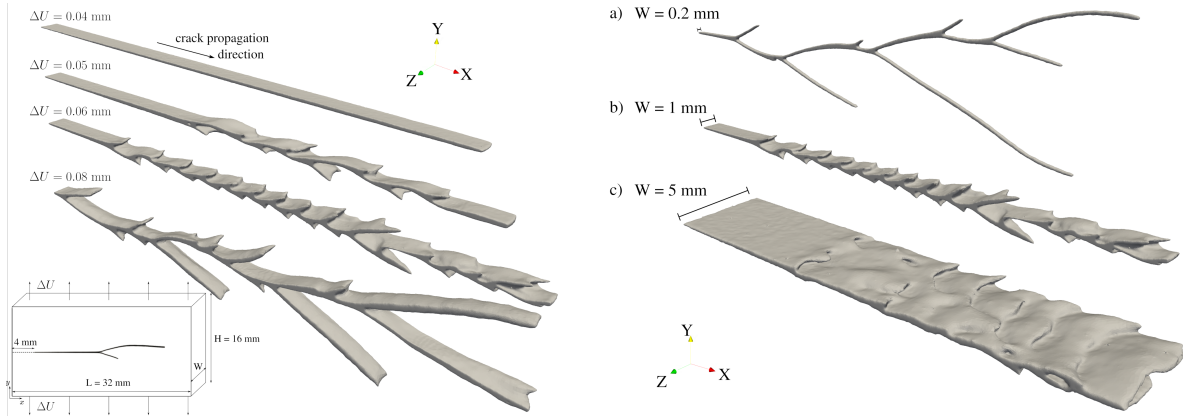 ΔU = 0.04 mm
crack propagation
direction
Y
Z
X
ΔU = 0.05 mm
ΔU = 0.06 mm
ΔU = 0.08 mm
ΔU
4 mm
H = 16 mm
W
L = 32 mm
y
x
ΔU
a) W = 0.2 mm
b) W = 1 mm
c) W = 5 mm
Y
Z
X